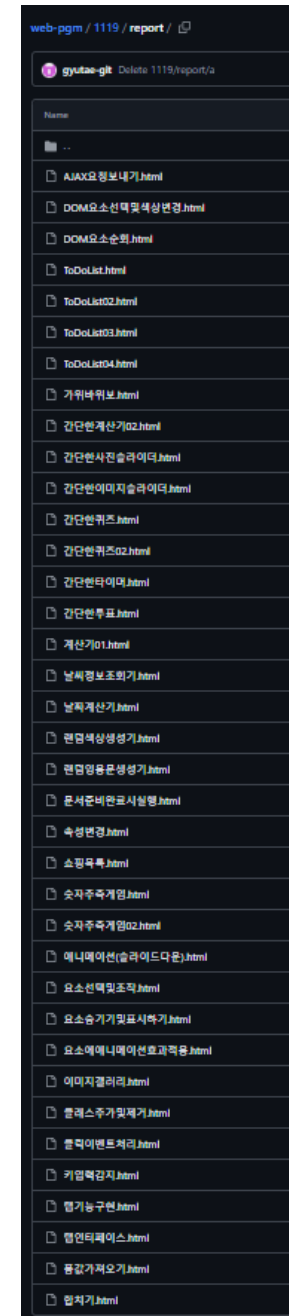 web-pgm / 1119 / report /
gyutae-git Delete 1119/report/a
Name
..
AJAX요청보내기.html
DOM요소선택및색상변경.html
DOM요소순회.html
ToDoList.html
ToDoList02.html
ToDoList03.html
ToDoList04.html
가위바위보.html
간단한계산기02.html
간단한사진슬라이더.html
간단한이미지슬라이더.html
간단한퀴즈.html
간단한퀴즈02.html
간단한타이머.html
간단한투표.html
계산기01.html
날씨정보조회기.html
날짜계산기.html
랜덤색상생성기.html
랜덤인용문생성기.html
문서준비완료시실행.html
속성변경.html
쇼핑목록.html
숫자추측게임.html
숫자추측게임02.html
애니메이션(슬라이드다운).html
요소선택및조작.html
요소숨기기및표시하기.html
요소에애니메이션효과적용.html
이미지갤러리.html
클래스추가및제거.html
클릭이벤트처리.html
키입력감지.html
탭기능구현.html
탭인터페이스.html
폼값가져오기.html
합치기.html